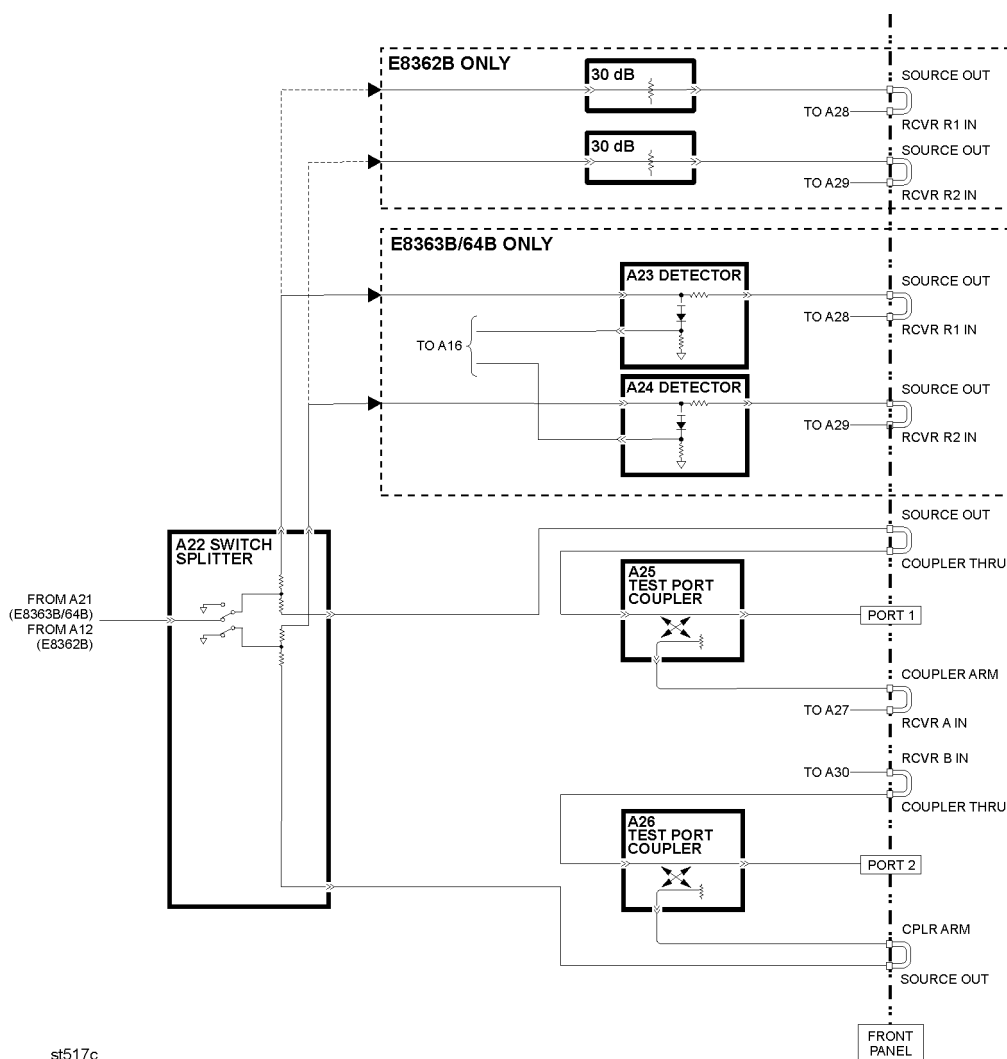 E8362B ONLY
30 dB
SOURCE OUT
TO A28
RCVR R1 IN
30 dB
SOURCE OUT
TO A29
RCVR R2 IN
E8363B/64B ONLY
A23 DETECTOR
SOURCE OUT
TO A28
RCVR R1 IN
TO A16
A24 DETECTOR
SOURCE OUT
TO A29
RCVR R2 IN
SOURCE OUT
COUPLER THRU
A22 SWITCH
SPLITTER
A25
TEST PORT
COUPLER
FROM A21
(E8363B/64B)
FROM A12
(E8362B)
PORT 1
COUPLER ARM
TO A27
RCVR A IN
RCVR B IN
TO A30
COUPLER THRU
A26
TEST PORT
COUPLER
PORT 2
CPLR ARM
SOURCE OUT
FRONT
PANEL
st517c